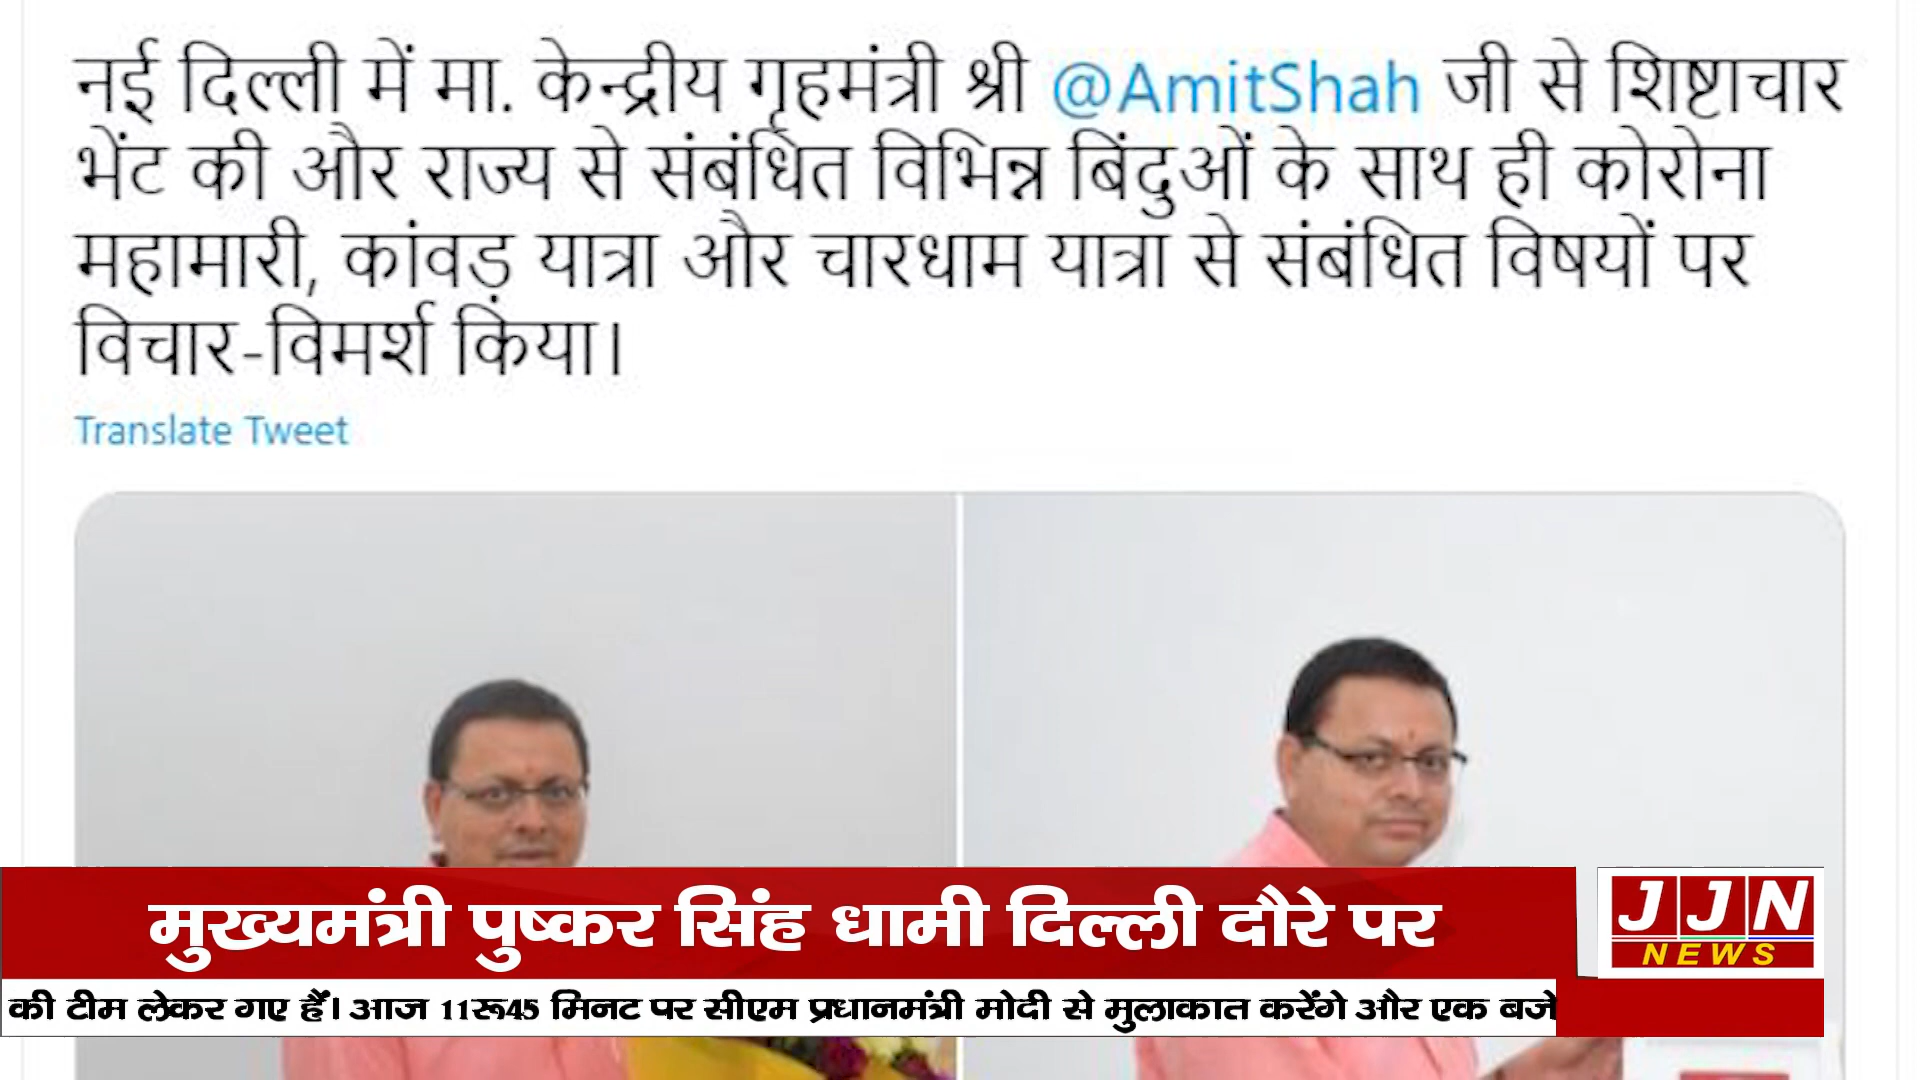 नई दिल्ली में मा. केन्द्रीय गृहमंत्री श्री @AmitShah जी से शिष्टाचार
भेंट की और राज्य से संबंधित विभिन्न बिंदुओं के साथ ही कोरोना
महामारी, कांवड़ यात्रा और चारधाम यात्रा से संबंधित विषयों पर
विचार-विमर्श किया।
Translate Tweet
मुख्यमंत्री पुष्कर सिंह धामी दिल्ली दौरे पर
JJN
NEWS
की टीम लेकर गए हैं। आज 11रू45 मिनट पर सीएम प्रधानमंत्री मोदी से मुलाकात करेंगे और एक बजे